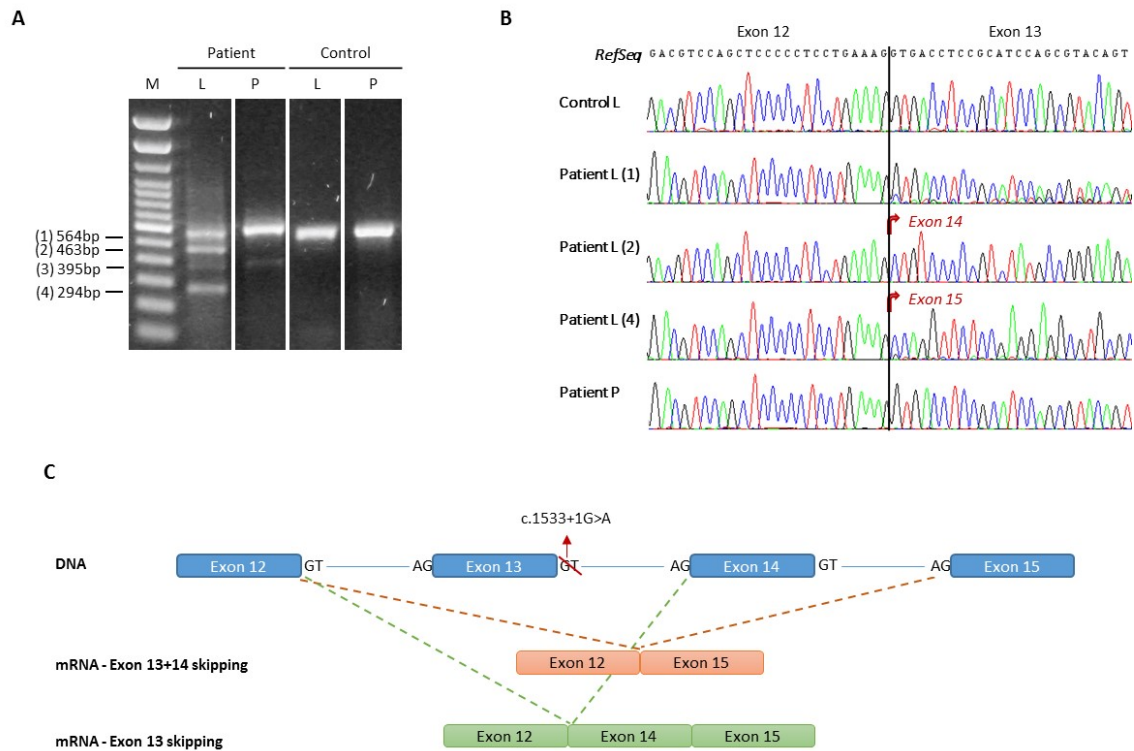 A
Patient Control
M L P L P
(1) 564bp
(2) 463bp
(3) 395bp
(4) 294bp
B
Exon 12 Exon 13
RefSeq GACGTCCAGCTCCCCCTCCTGAAAGGTGACCTCCGCATCCAGCGTACAGT
Control L
Patient L (1)
Exon 14
Patient L (2)
Exon 15
Patient L (4)
Patient P
C
c.1533+1G>A
DNA Exon 12 GT AG Exon 13 GT AG Exon 14 GT AG Exon 15
mRNA - Exon 13+14 skipping Exon 12 Exon 15
mRNA - Exon 13 skipping Exon 12 Exon 14 Exon 15